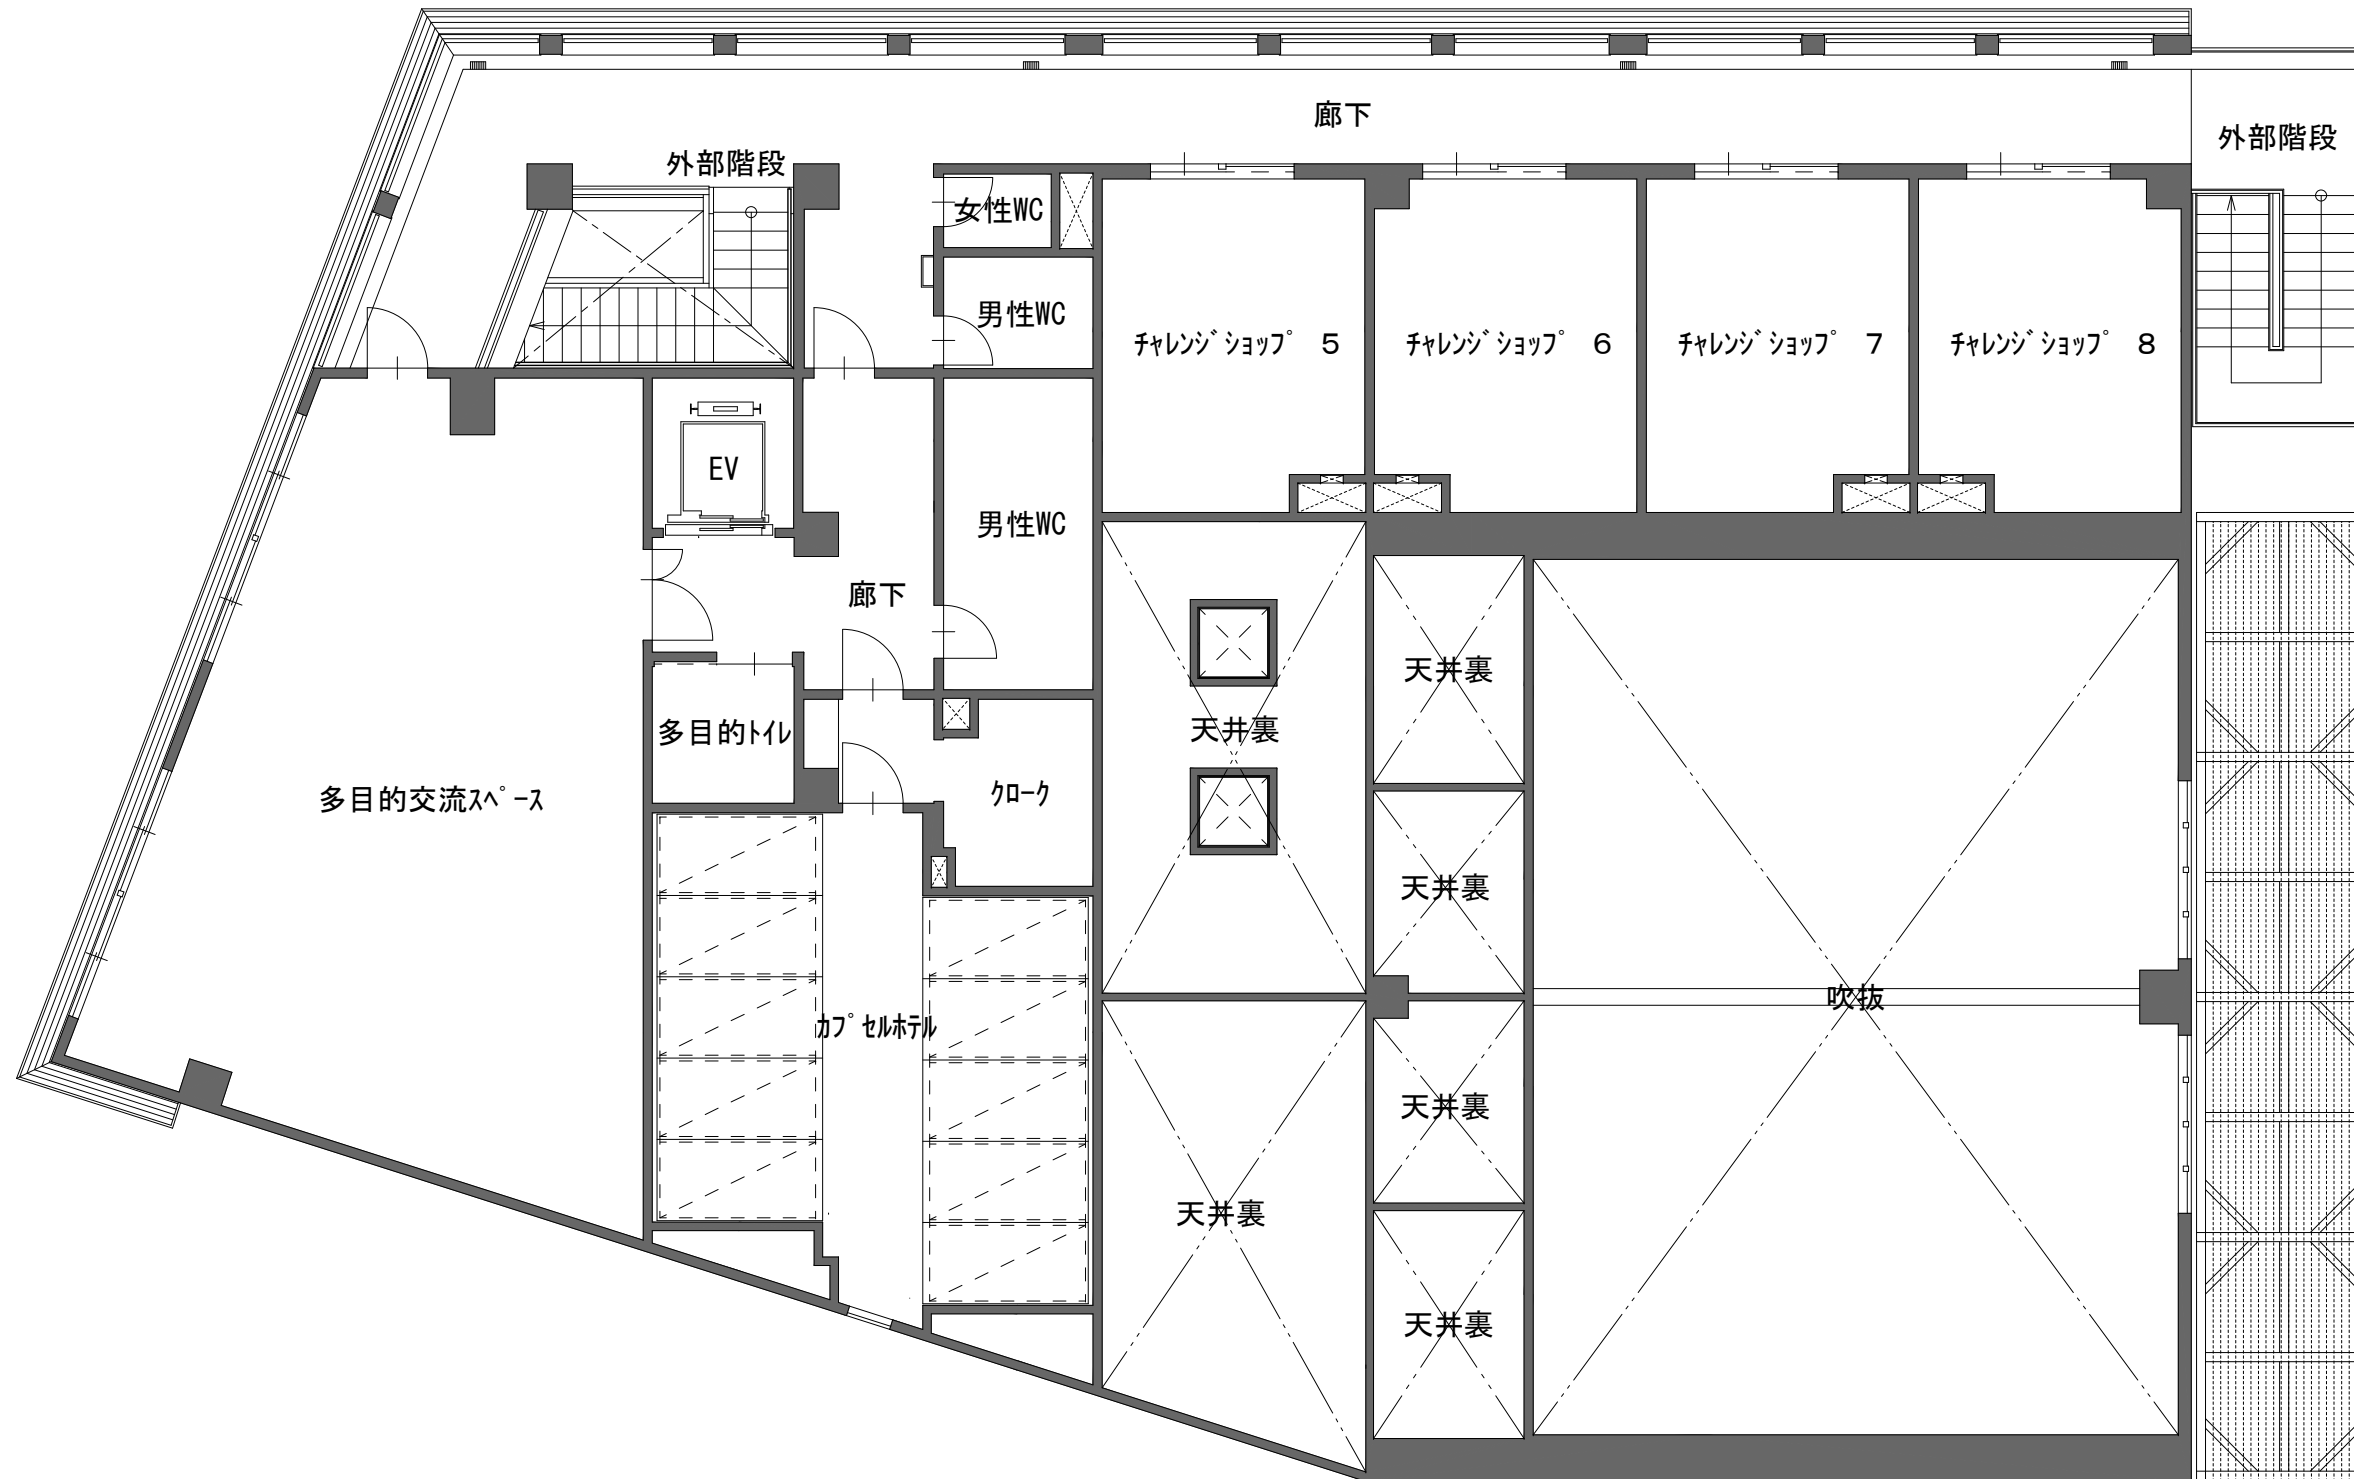 廊下
外部階段
外部階段
女性WC
男性WC
ﾁｬﾚﾝｼﾞｼｮｯﾌﾟ　5
ﾁｬﾚﾝｼﾞｼｮｯﾌﾟ　6
ﾁｬﾚﾝｼﾞｼｮｯﾌﾟ　7
ﾁｬﾚﾝｼﾞｼｮｯﾌﾟ　8
EV
男性WC
廊下
天井裏
天井裏
多目的ﾄｲﾚ
多目的交流ｽﾍﾟｰｽ
ｸﾛｰｸ
天井裏
吹抜
ｶﾌﾟｾﾙﾎﾃﾙ
天井裏
天井裏
天井裏